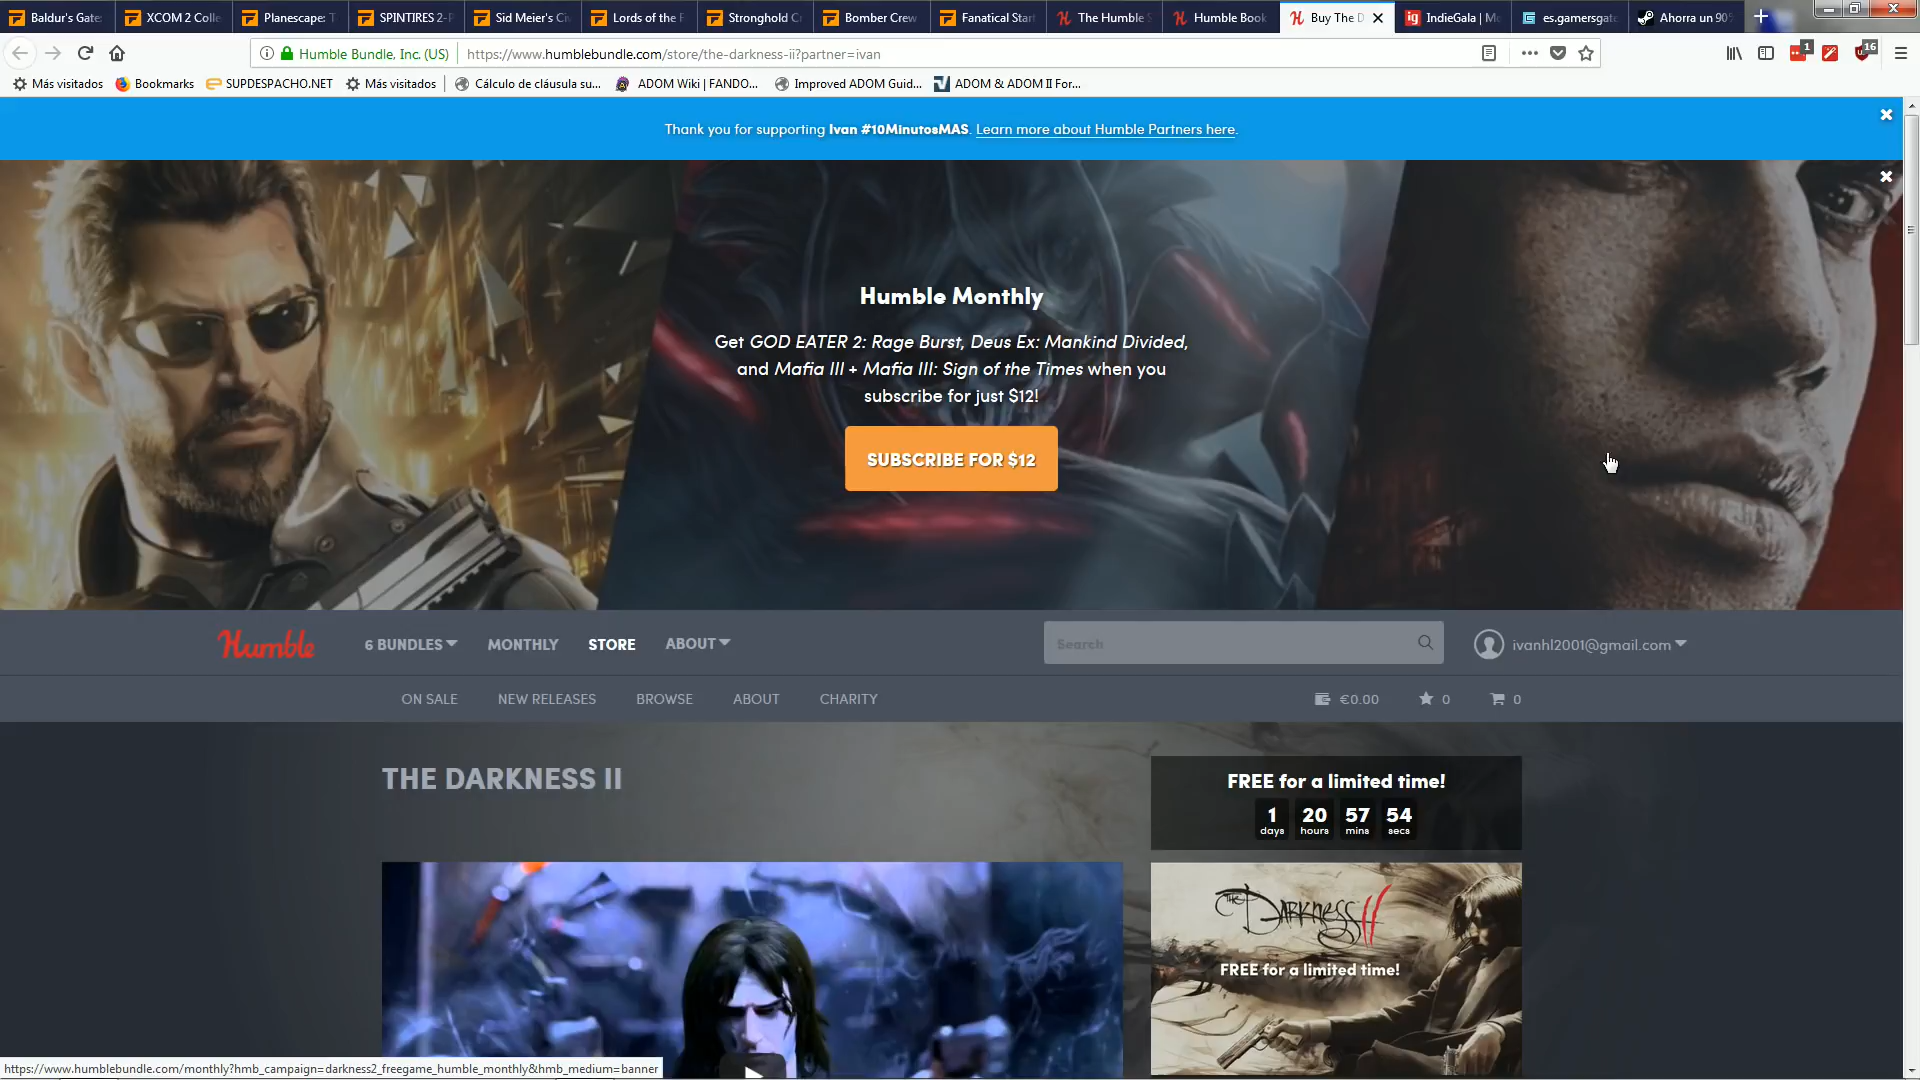 Baldur's Gate:
XCOM 2 Colle
Planescape: T
SPINTIRES 2-P
Sid Meier's Ci
Lords of the R
Stronghold Cr
Bomber Crew
Fanatical Start
The Humble S
Humble Book
Buy The D
IndieGala | Mo
es.gamersgate
Ahorra un 90%
Humble Bundle, Inc. (US)
https://www.humblebundle.com/store/the-darkness-ii?partner=ivan
1
16
Más visitados
Bookmarks
SUPDESPACHO.NET
Más visitados
Cálculo de cláusula su...
ADOM Wiki | FANDO...
Improved ADOM Guid...
ADOM & ADOM II For...
Thank you for supporting Ivan #10MinutosMAS. Learn more about Humble Partners here.
Humble Monthly
Get GOD EATER 2: Rage Burst, Deus Ex: Mankind Divided,
and Mafia III + Mafia III: Sign of the Times when you
subscribe for just $12!
SUBSCRIBE FOR $12
Humble
6 BUNDLES
MONTHLY
STORE
ABOUT
Search
ivanhl2001@gmail.com
ON SALE
NEW RELEASES
BROWSE
ABOUT
CHARITY
€0.00
0
0
THE DARKNESS II
FREE for a limited time!
1 20 57 54
days hours mins secs
THE DARKNESS II
FREE for a limited time!
https://www.humblebundle.com/monthly?hmb_campaign=darkness2_freegame_humble_monthly&hmb_medium=banner